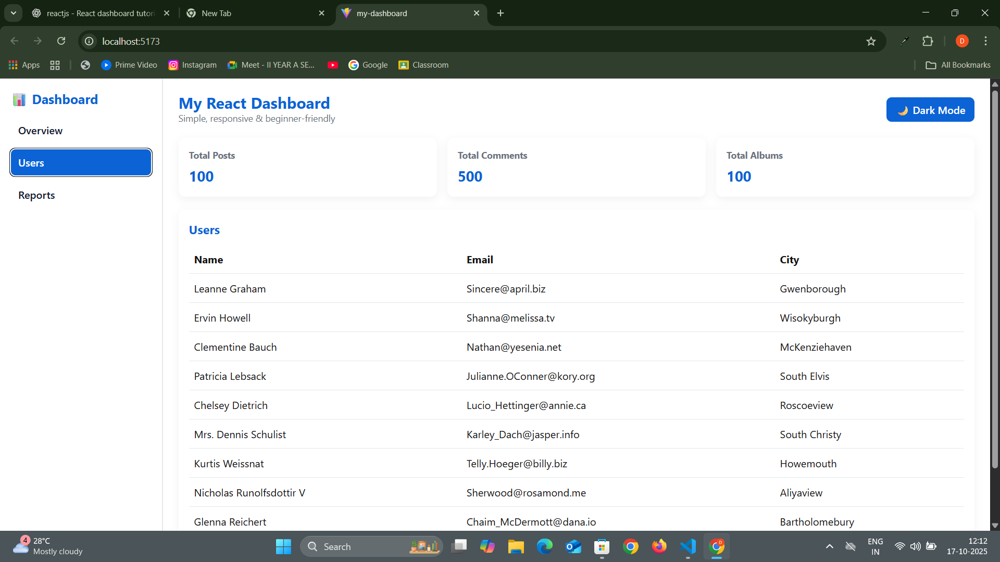 reactjs - React dashboard tutori
New Tab
my-dashboard
localhost:5173
D
Apps
Prime Video
Instagram
Meet - II YEAR A SE...
Google
Classroom
All Bookmarks
Dashboard
Overview
Users
Reports
My React Dashboard
Simple, responsive & beginner-friendly
Dark Mode
Total Posts
100
Total Comments
500
Total Albums
100
Users
Name Email City
Leanne Graham Sincere@april.biz Gwenborough
Ervin Howell Shanna@melissa.tv Wisokyburgh
Clementine Bauch Nathan@yesenia.net McKenziehaven
Patricia Lebsack Julianne.OConner@kory.org South Elvis
Chelsey Dietrich Lucio_Hettinger@annie.ca Roscoeview
Mrs. Dennis Schulist Karley_Dach@jasper.info South Christy
Kurtis Weissnat Telly.Hoeger@billy.biz Howemouth
Nicholas Runolfsdottir V Sherwood@rosamond.me Aliyaview
Glenna Reichert Chaim_McDermott@dana.io Bartholomebury
4
28°C
Mostly cloudy
Search
D
ENG
IN
12:12
17-10-2025